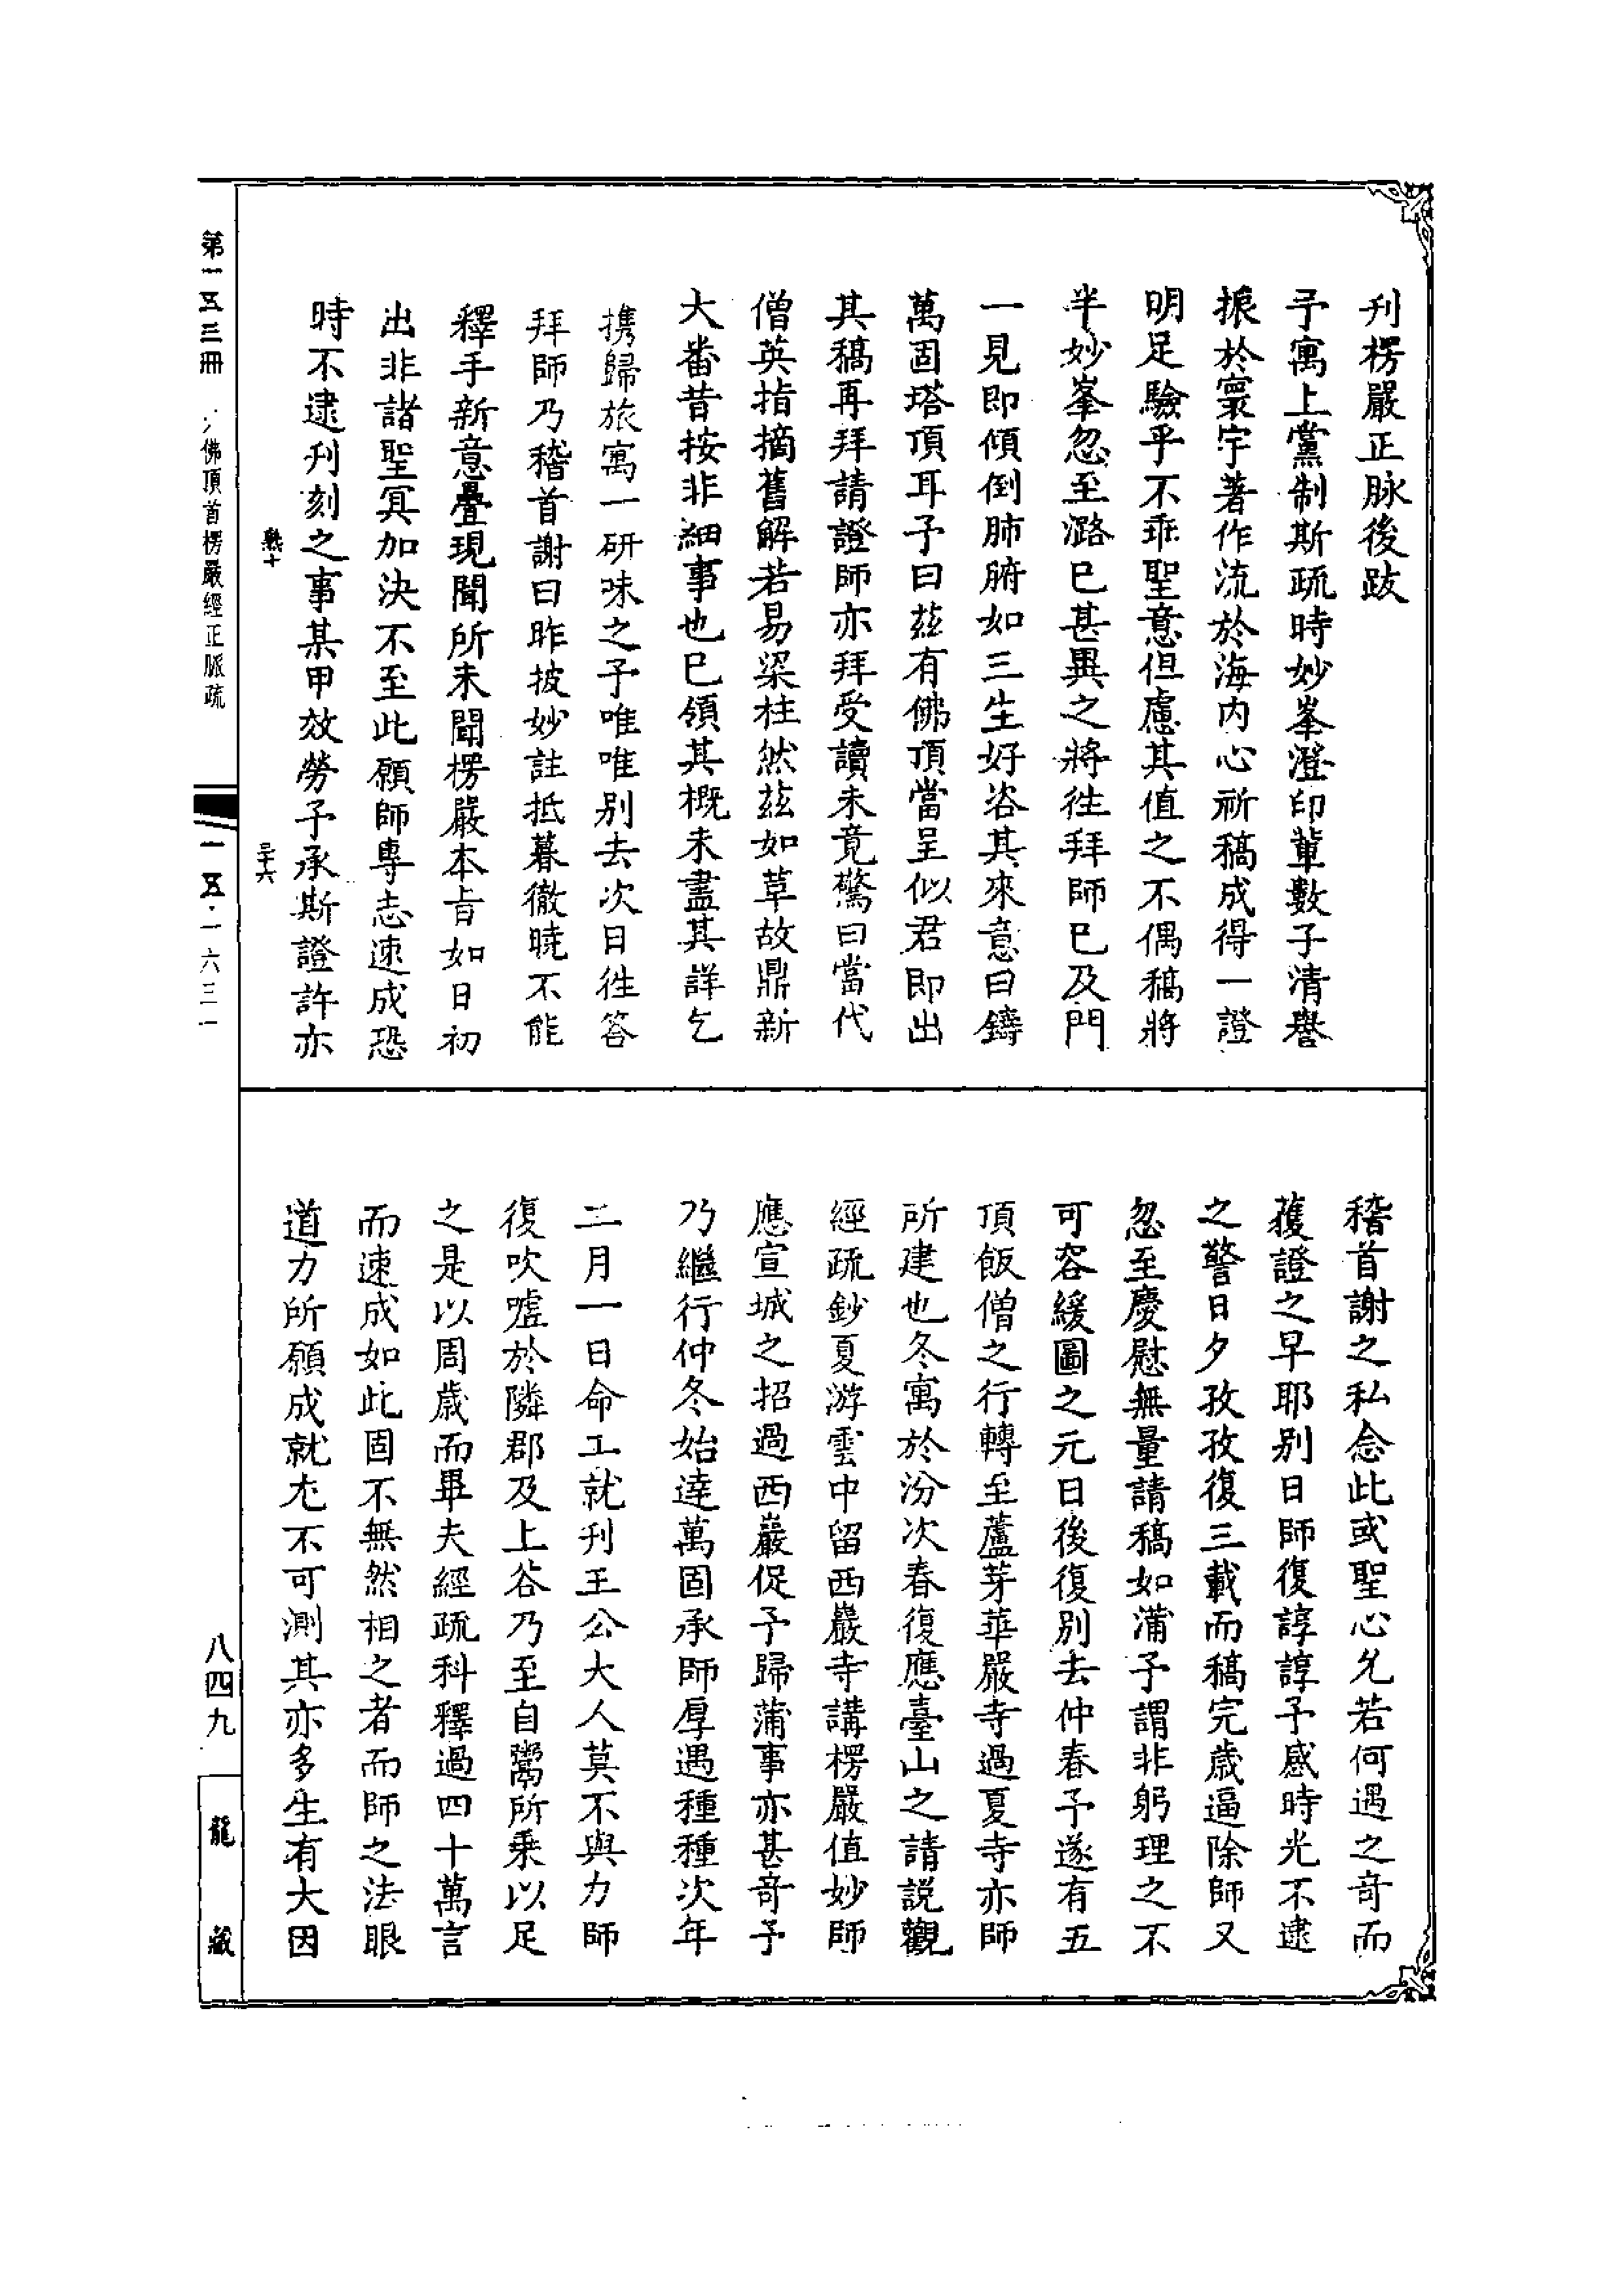 刋楞嚴正脉後跋
予寓上黨制斯疏時妙峯澄印軰數子清譽
振於寰宇著作流於海内心祈稿成得一證
明足驗乎不乖聖意但慮其值之不偶稿將
半妙峯忽至潞已甚異之將徃拜師已及門
一見即傾倒肺腑如三生好咨其來意曰鑄
萬固塔頂耳予曰茲有佛頂當呈似君即出
其稿再拜請證師亦拜受讀未竟驚曰當代
僧英指摘舊解若易梁柱然茲如草故鼎新
大畨昔按非細事也已領其概未盡其詳乞
携歸旅寓一研味之予唯唯别去次日徃答
拜師乃稽首謝曰昨披妙註抵暮徹曉不能
釋手新意疊現聞所未聞楞嚴本旨如日初
出非諸聖冥加決不至此願師專志速成恐
時不逮刋刻之事某甲效勞予承斯證許亦
稽首謝之私念此或聖心允若何遇之竒而
獲證之早耶别日師復諄諄予感時光不逮
之警日夕孜孜復三載而稿完歳逼除師又
忽至慶慰無量請稿如蒲予謂非躬理之不
可容緩圖之元日後復别去仲春予遂有五
頂飯僧之行轉至蘆芽華嚴寺過夏寺亦師
所建也冬寓於汾次春復應臺山之請説觀
經疏鈔夏游雲中留西巖寺講楞嚴值妙師
應宣城之招過西巖促予歸蒲事亦甚竒予
乃繼行仲冬始達萬固承師厚遇種種次年
二月一日命工就刋王公大人莫不與力師
復吹噓於隣郡及上谷乃至自鬻所乗以足
之是以周歳而畢夫經疏科釋過四十萬言
而速成如此固不無然相之者而師之法眼
道力所願成就尤不可測其亦多生有大因
熟十
三十六
第一五三冊
佛頂首楞嚴經正脈疏
一五·一六三一
八四九
龍藏